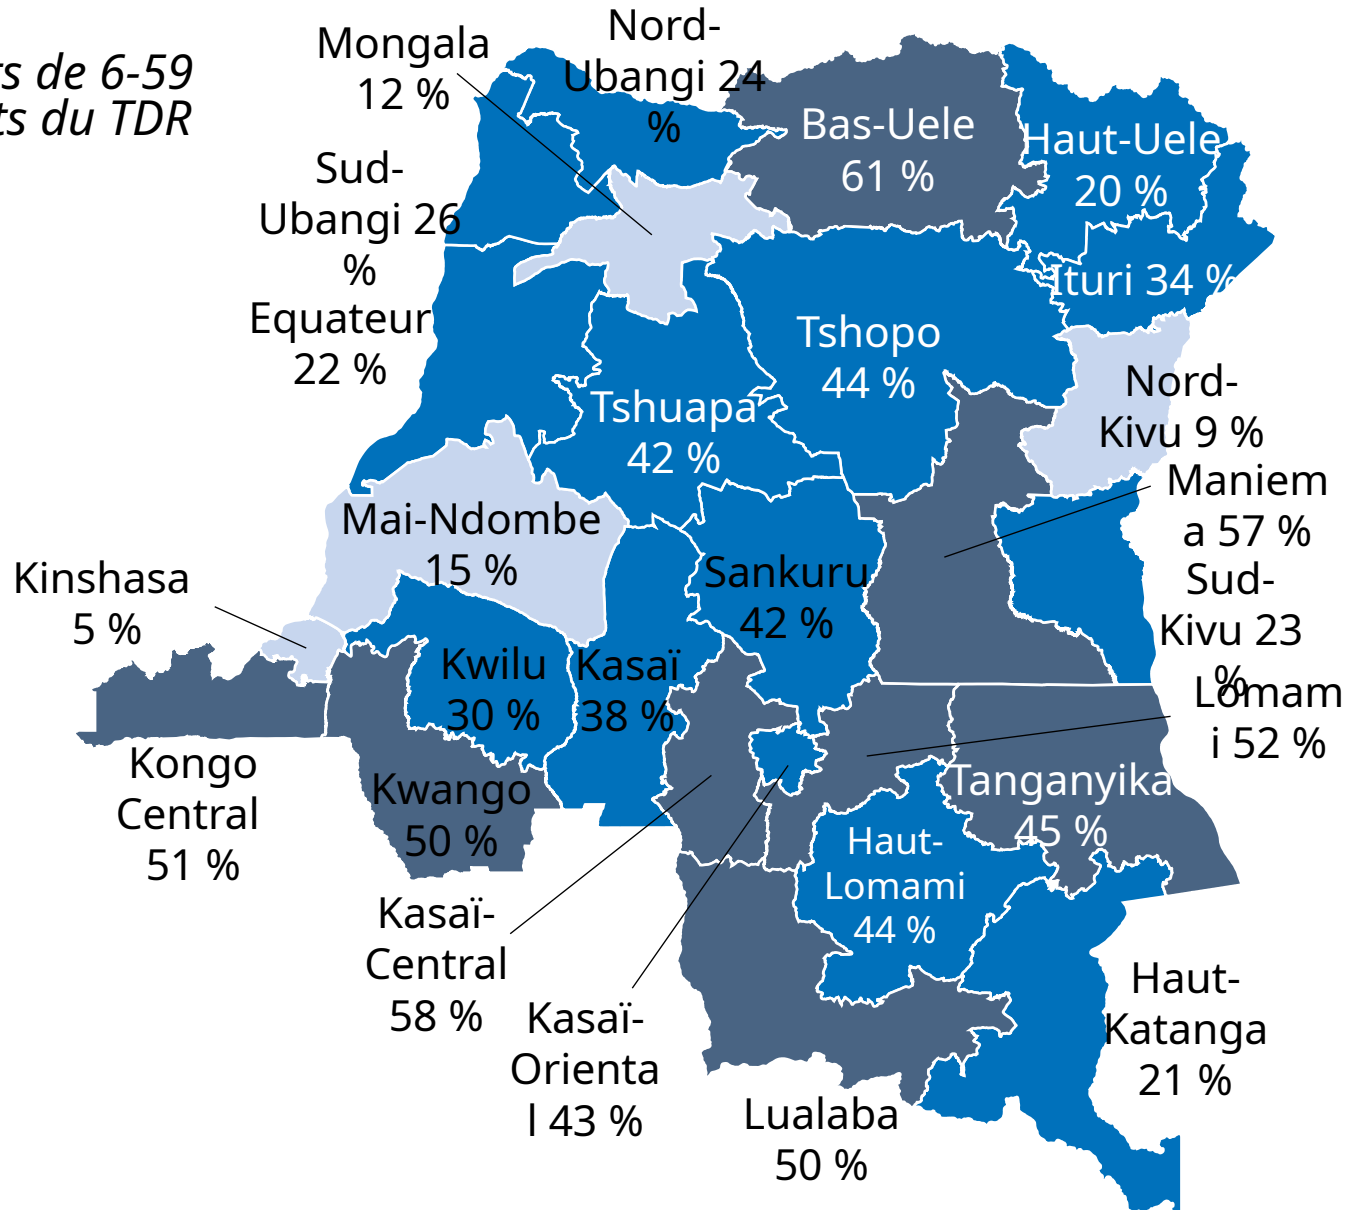 rs de 6-59
ts du TDR
Mongala
12 %
Nord-
Ubangi 24
%
Bas-Uele
61 %
Haut-Uele
20 %
Sud-
Ubangi 26
%
Ituri 34 %
Equateur
22 %
Tshopo
44 %
Tshuapa
42 %
Nord-
Kivu 9 %
Maniem
a 57 %
Mai-Ndombe
15 %
Kinshasa
5 %
Sankuru
42 %
Sud-
Kivu 23
%
Kwilu
30 %
Kasaï
38 %
Lomam
i 52 %
Kongo
Central
51 %
Kwango
50 %
Tanganyika
45 %
Haut-
Lomami
44 %
Kasaï-
Central
58 %
Kasaï-
Orienta
l 43 %
Haut-
Katanga
21 %
Lualaba
50 %